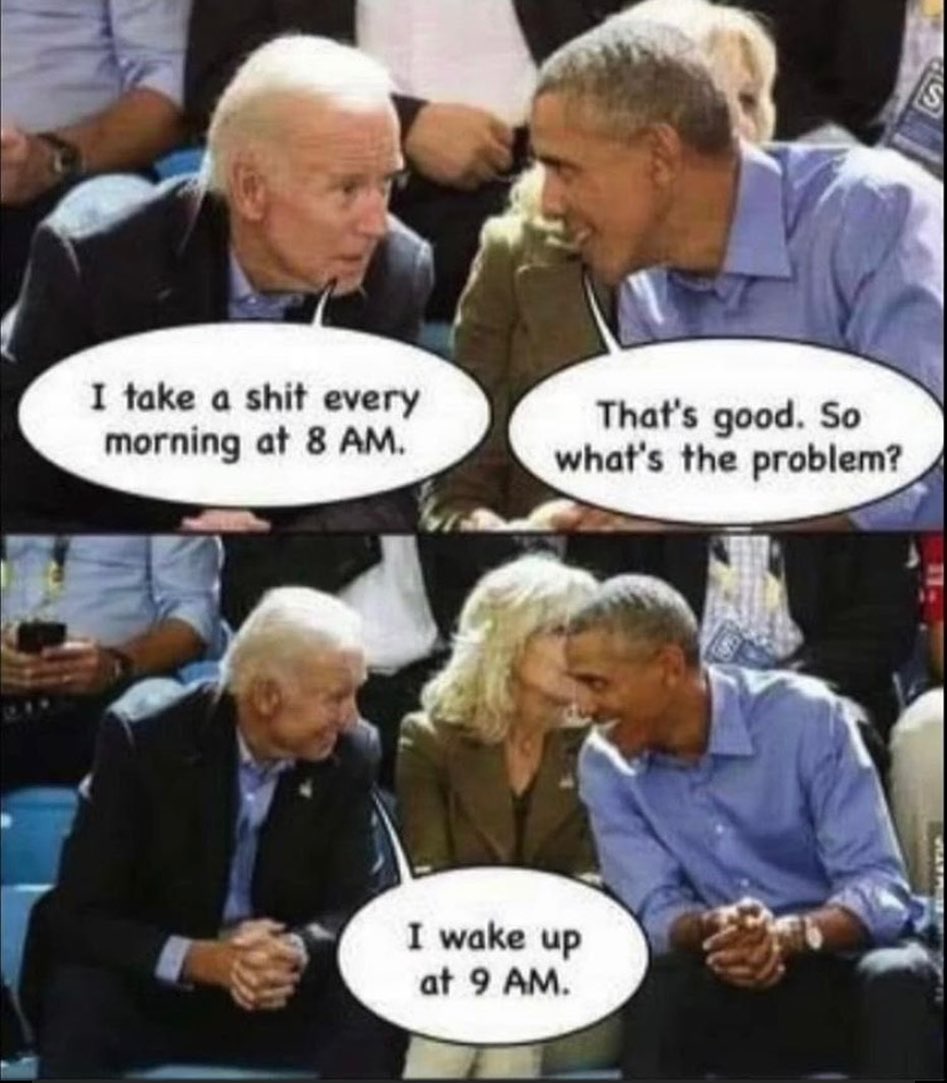 I take a shit every
morning at 8 AM.
That's good. So
what's the problem?
I wake up
at 9 AM.